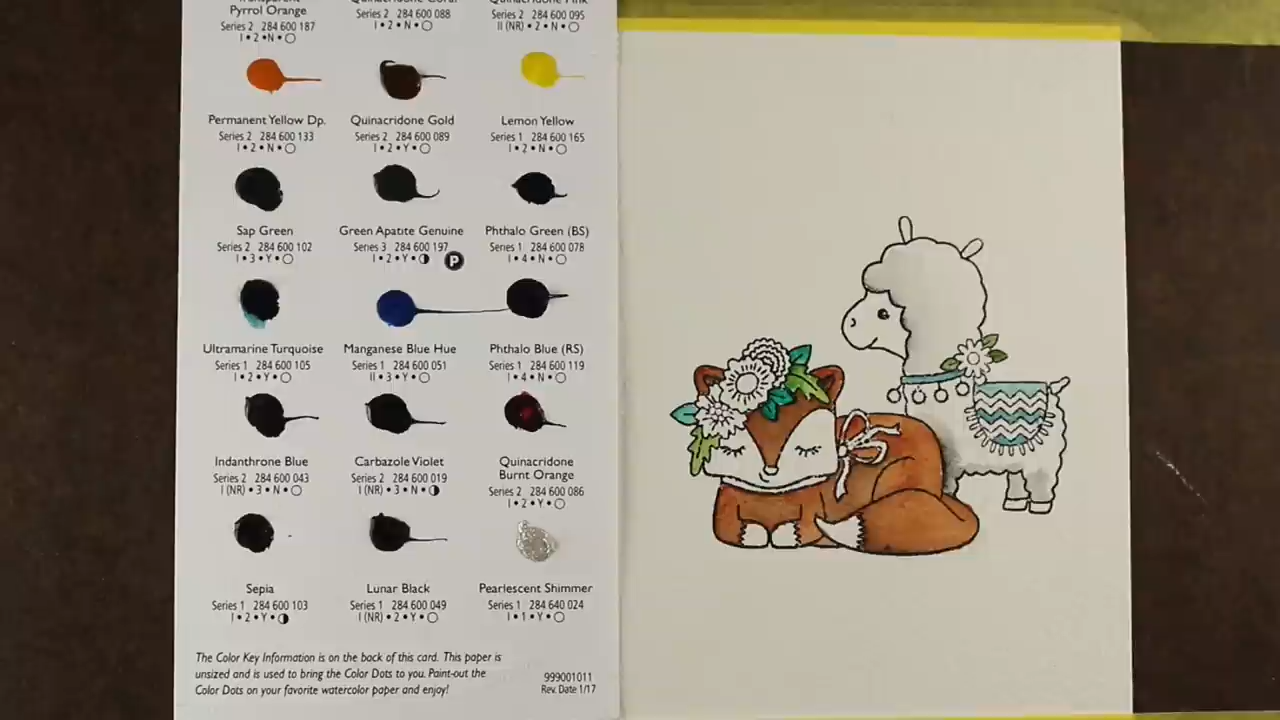 Transparent
Pyrrol Orange
Series 2 284 600 187
I • 2 • N • ○
Quinacridone Coral
Series 2 284 600 088
I • 2 • N • ○
Quinacridone Pink
Series 2 284 600 095
II (NR) • 2 • N • ○
Permanent Yellow Dp.
Series 2 284 600 133
I • 2 • N • ○
Quinacridone Gold
Series 2 284 600 089
I • 2 • Y • ○
Lemon Yellow
Series 1 284 600 165
I • 2 • N • ○
Sap Green
Series 2 284 600 102
I • 3 • Y • ○
Green Apatite Genuine
Series 3 284 600 197
I • 2 • Y • ◑
P
Phthalo Green (BS)
Series 1 284 600 078
I • 4 • N • ○
Ultramarine Turquoise
Series 1 284 600 105
I • 2 • Y • ○
Manganese Blue Hue
Series 1 284 600 051
II • 3 • Y • ○
Phthalo Blue (RS)
Series 1 284 600 119
I • 4 • N • ○
Indanthrone Blue
Series 2 284 600 043
I (NR) • 3 • N • ○
Carbazole Violet
Series 2 284 600 019
I (NR) • 3 • N • ◑
Quinacridone
Burnt Orange
Series 2 284 600 086
I • 2 • Y • ○
Sepia
Series 1 284 600 103
I • 2 • Y • ◑
Lunar Black
Series 1 284 600 049
I (NR) • 2 • Y • ○
Pearlescent Shimmer
Series 1 284 640 024
I • 1 • Y • ○
The Color Key Information is on the back of this card. This paper is
unsized and is used to bring the Color Dots to you. Paint-out the
Color Dots on your favorite watercolor paper and enjoy!
999001011
Rev. Date 1/17